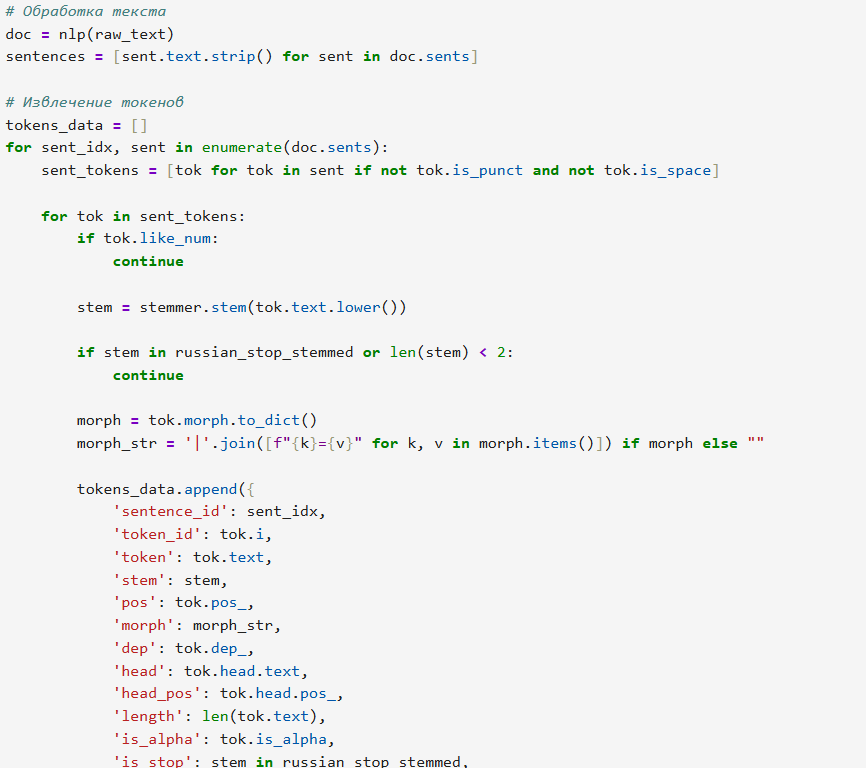 # Обработка текста
doc = nlp(raw_text)
sentences = [sent.text.strip() for sent in doc.sents]

# Извлечение токенов
tokens_data = []
for sent_idx, sent in enumerate(doc.sents):
    sent_tokens = [tok for tok in sent if not tok.is_punct and not tok.is_space]

    for tok in sent_tokens:
        if tok.like_num:
            continue

        stem = stemmer.stem(tok.text.lower())

        if stem in russian_stop_stemmed or len(stem) < 2:
            continue

        morph = tok.morph.to_dict()
        morph_str = '|'.join([f"{k}={v}" for k, v in morph.items()]) if morph else ""

        tokens_data.append({
            'sentence_id': sent_idx,
            'token_id': tok.i,
            'token': tok.text,
            'stem': stem,
            'pos': tok.pos_,
            'morph': morph_str,
            'dep': tok.dep_,
            'head': tok.head.text,
            'head_pos': tok.head.pos_,
            'length': len(tok.text),
            'is_alpha': tok.is_alpha,
            'is_stop': stem in russian_stop_stemmed,